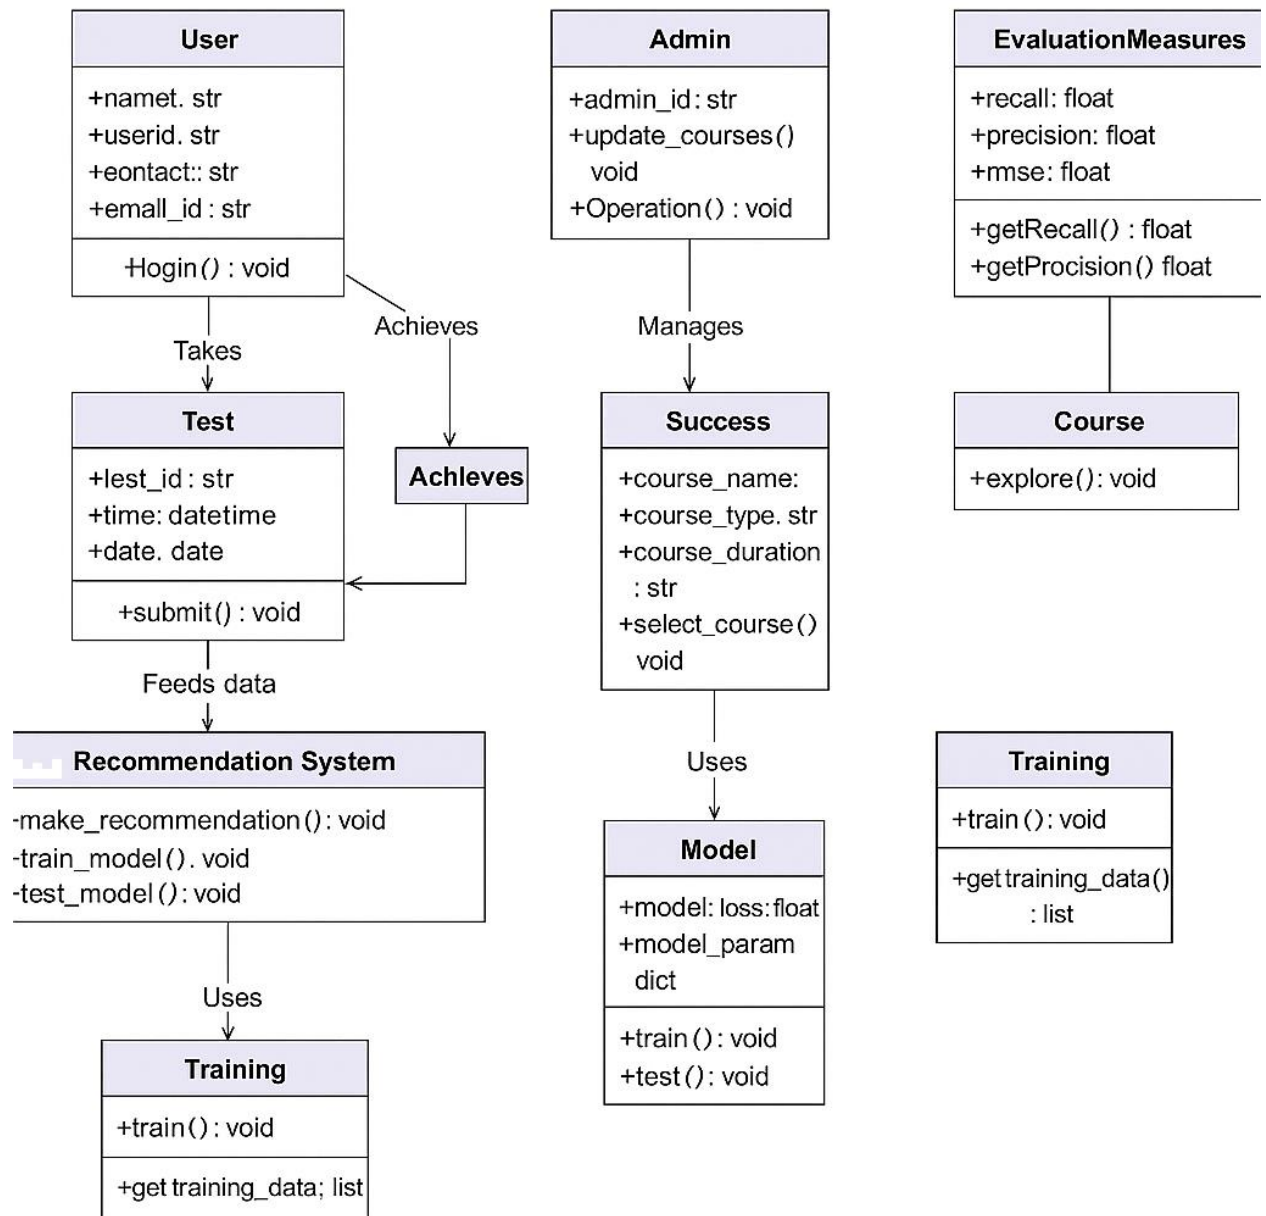 User
+namet. str
+userid. str
+eontact:: str
+emall_id : str
+Hogin() : void
Takes
Achieves
Test
+lest_id : str
+time: datetime
+date. date
+submit() : void
Achleves
Feeds data
Recommendation System
-make_recommendation() : void
-train_model(). void
-test_model() : void
Uses
Training
+train() : void
+get training_data; list
Admin
+admin_id : str
+update_courses()
void
+Operation() : void
Manages
Success
+course_name:
+course_type. str
+course_duration
: str
+select_course()
void
Uses
Model
+model: loss: float
+model_param
dict
+train() : void
+test() : void
EvaluationMeasures
+recall: float
+precision: float
+rmse: float
+getRecall() : float
+getProcision() float
Course
+explore() : void
Training
+train() : void
+get training_data()
: list